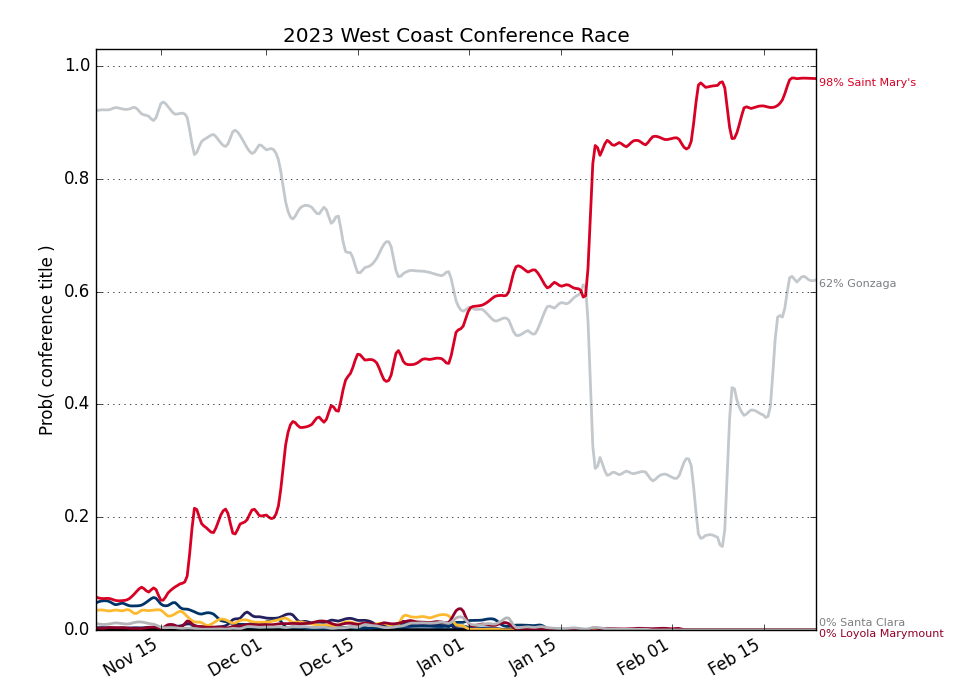 2023 West Coast Conference Race
Prob( conference title )
1.0
0.8
0.6
0.4
0.2
0.0
Nov 15
Dec 01
Dec 15
Jan 01
Jan 15
Feb 01
Feb 15
98% Saint Mary's
62% Gonzaga
0% Santa Clara
0% Loyola Marymount